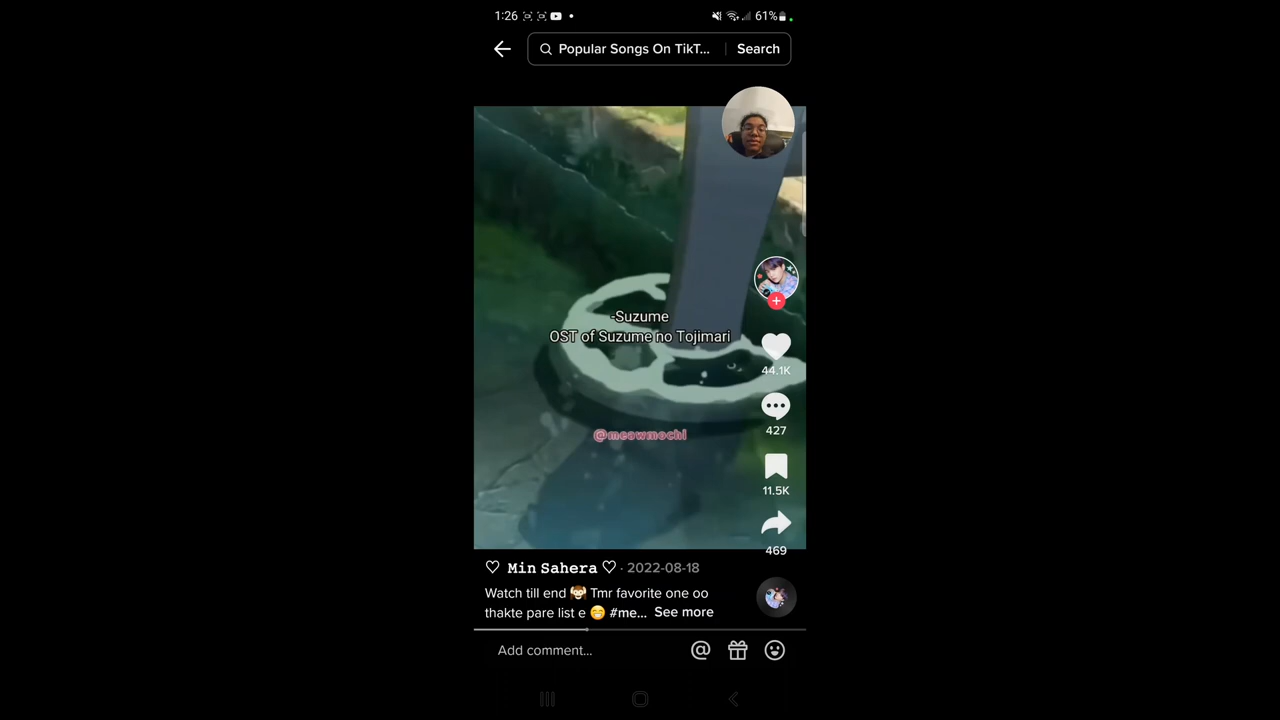 1:26
61%
Popular Songs On TikT...
Search
-Suzume
OST of Suzume no Tojimari
@meowmochi
44.1K
427
11.5K
469
♡ Min Sahera ♡ · 2022-08-18
Watch till end 🙈 Tmr favorite one oo
thakte pare list e 😁 #me... See more
Add comment...